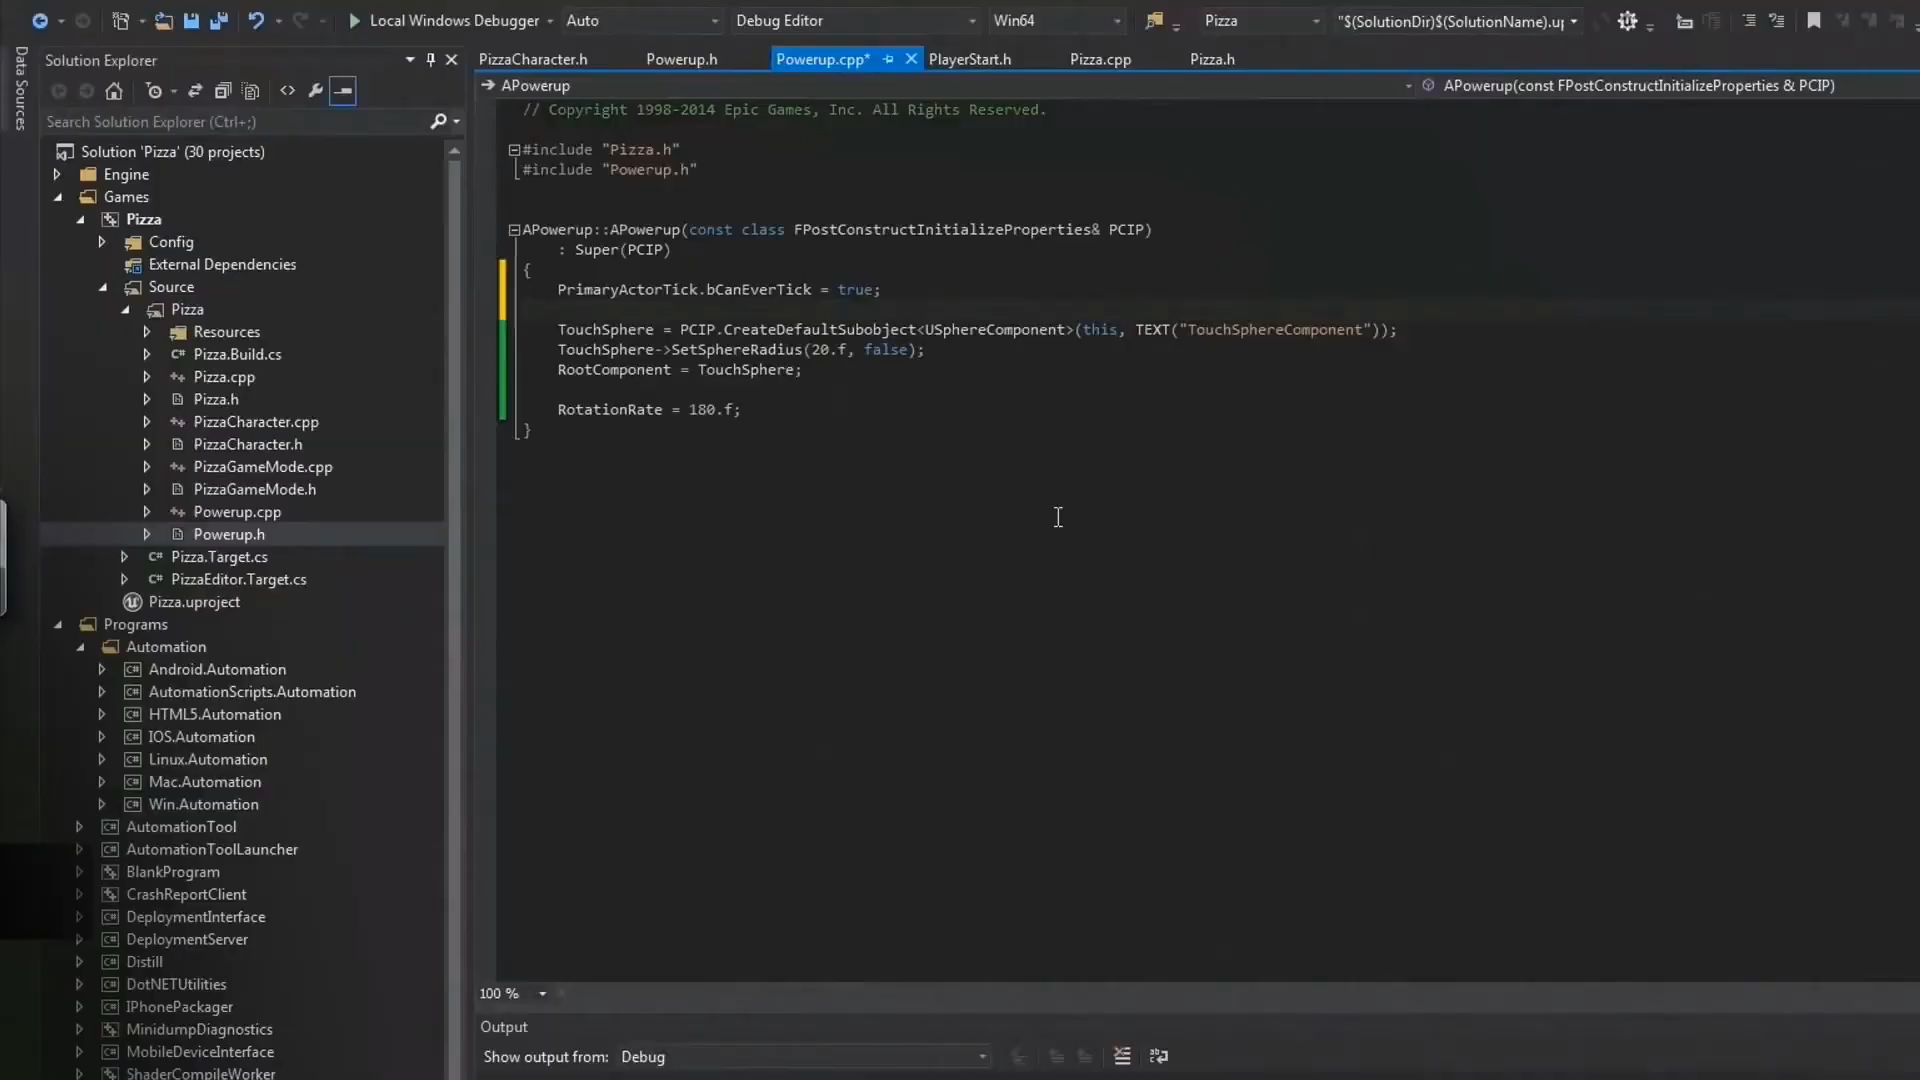 Local Windows Debugger
Auto
Debug Editor
Win64
Pizza
"$(SolutionDir)$(SolutionName).up
Data Sources
Solution Explorer
Search Solution Explorer (Ctrl+;)
Solution 'Pizza' (30 projects)
Engine
Games
Pizza
Config
External Dependencies
Source
Pizza
Resources
Pizza.Build.cs
Pizza.cpp
Pizza.h
PizzaCharacter.cpp
PizzaCharacter.h
PizzaGameMode.cpp
PizzaGameMode.h
Powerup.cpp
Powerup.h
Pizza.Target.cs
PizzaEditor.Target.cs
Pizza.uproject
Programs
Automation
Android.Automation
AutomationScripts.Automation
HTML5.Automation
IOS.Automation
Linux.Automation
Mac.Automation
Win.Automation
AutomationTool
AutomationToolLauncher
BlankProgram
CrashReportClient
DeploymentInterface
DeploymentServer
Distill
DotNETUtilities
IPhonePackager
MinidumpDiagnostics
MobileDeviceInterface
ShaderCompileWorker
PizzaCharacter.h
Powerup.h
Powerup.cpp*
PlayerStart.h
Pizza.cpp
Pizza.h
APowerup
APowerup(const FPostConstructInitializeProperties & PCIP)
// Copyright 1998-2014 Epic Games, Inc. All Rights Reserved.
#include "Pizza.h"
#include "Powerup.h"
APowerup::APowerup(const class FPostConstructInitializeProperties& PCIP)
: Super(PCIP)
{
PrimaryActorTick.bCanEverTick = true;
TouchSphere = PCIP.CreateDefaultSubobject<USphereComponent>(this, TEXT("TouchSphereComponent"));
TouchSphere->SetSphereRadius(20.f, false);
RootComponent = TouchSphere;
RotationRate = 180.f;
}
100 %
Output
Show output from:
Debug